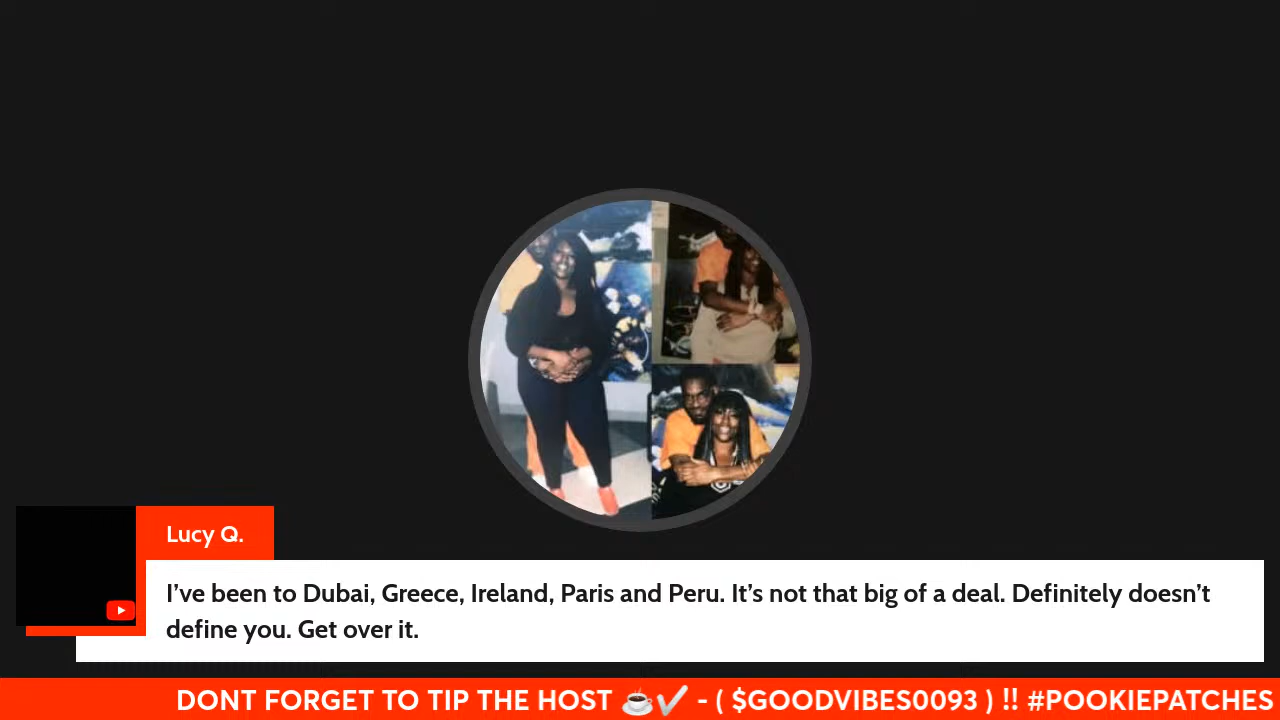 Lucy Q.
I’ve been to Dubai, Greece, Ireland, Paris and Peru. It’s not that big of a deal. Definitely doesn’t
define you. Get over it.
DONT FORGET TO TIP THE HOST ☕✔️ - ( $GOODVIBES0093 ) !! #POOKIEPATCHES